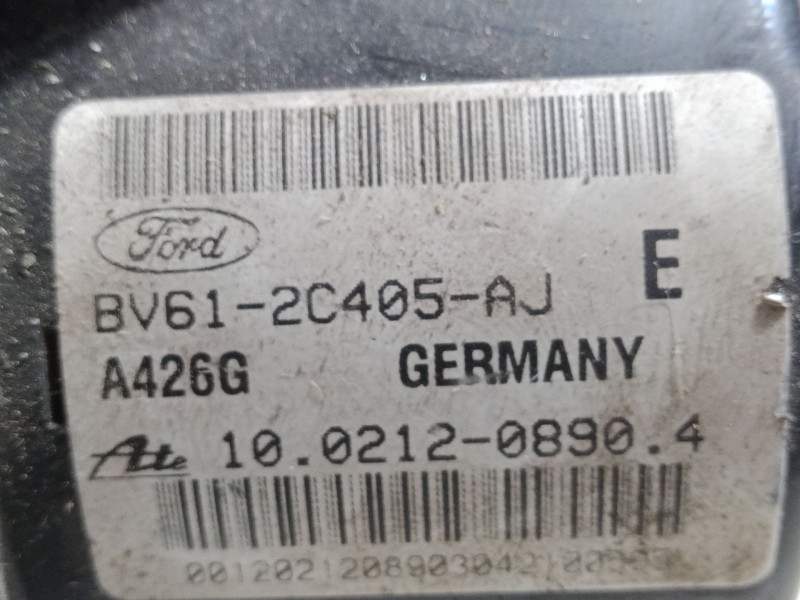 Ford
E
BV61-2C405-AJ
A426G GERMANY
Ate 10.0212-0890.4